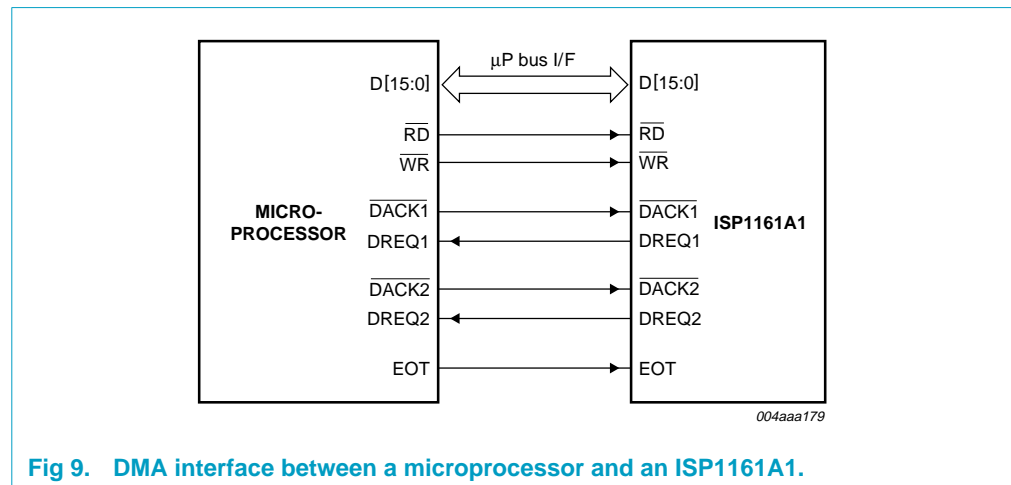 μP bus I/F
D[15:0] D[15:0]
RD RD
WR WR
MICRO-
PROCESSOR
DACK1 DACK1
DREQ1 DREQ1
ISP1161A1
DACK2 DACK2
DREQ2 DREQ2
EOT EOT
004aaa179
Fig 9. DMA interface between a microprocessor and an ISP1161A1.